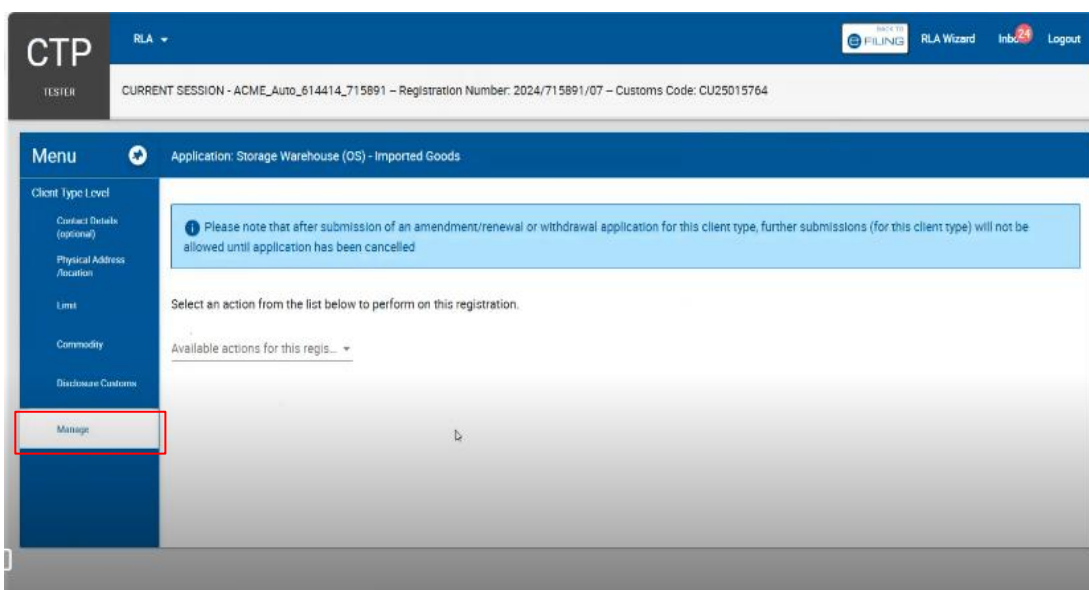 CTP
TESTER
RLA
BACK TO
e FILING
RLA Wizard
Inbox
24
Logout
CURRENT SESSION - ACME_Auto_614414_715891 – Registration Number: 2024/715891/07 – Customs Code: CU25015764
Menu
Application: Storage Warehouse (OS) - Imported Goods
Client Type Level
Contact Details
(optional)
Physical Address
/location
Limit
Commodity
Disclosure Customs
Manage
Please note that after submission of an amendment/renewal or withdrawal application for this client type, further submissions (for this client type) will not be
allowed until application has been cancelled
Select an action from the list below to perform on this registration.
Available actions for this regis...